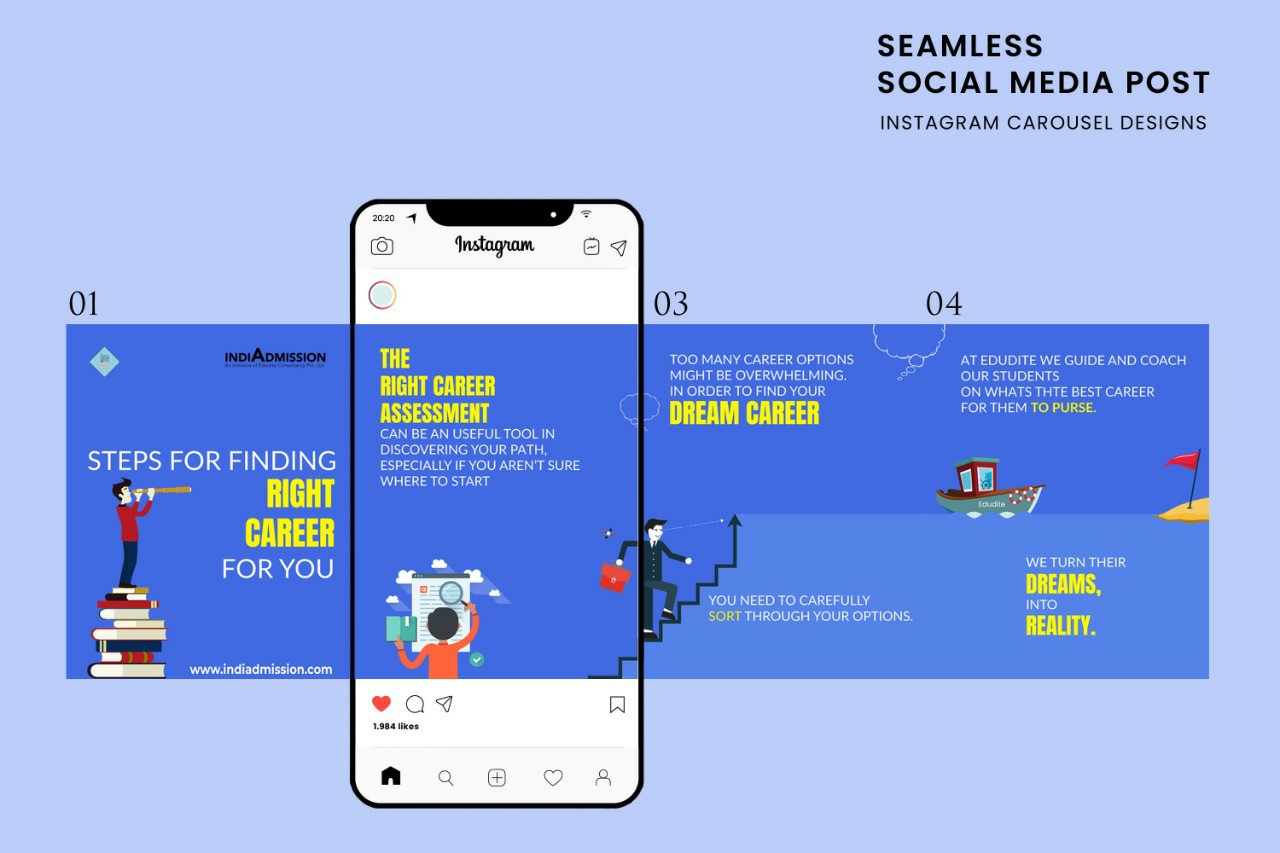 SEAMLESS
SOCIAL MEDIA POST
INSTAGRAM CAROUSEL DESIGNS
20:20
Instagram
01
INDIADMISSION
An Initiative of Edudite Consultancy Pvt. Ltd.
STEPS FOR FINDING
RIGHT
CAREER
FOR YOU
www.indiadmission.com
THE
RIGHT CAREER
ASSESSMENT
CAN BE AN USEFUL TOOL IN
DISCOVERING YOUR PATH,
ESPECIALLY IF YOU AREN'T SURE
WHERE TO START
1.984 likes
03
TOO MANY CAREER OPTIONS
MIGHT BE OVERWHELMING.
IN ORDER TO FIND YOUR
DREAM CAREER
YOU NEED TO CAREFULLY
SORT THROUGH YOUR OPTIONS.
04
AT EDUDITE WE GUIDE AND COACH
OUR STUDENTS
ON WHATS THTE BEST CAREER
FOR THEM TO PURSE.
Edudite
WE TURN THEIR
DREAMS,
INTO
REALITY.